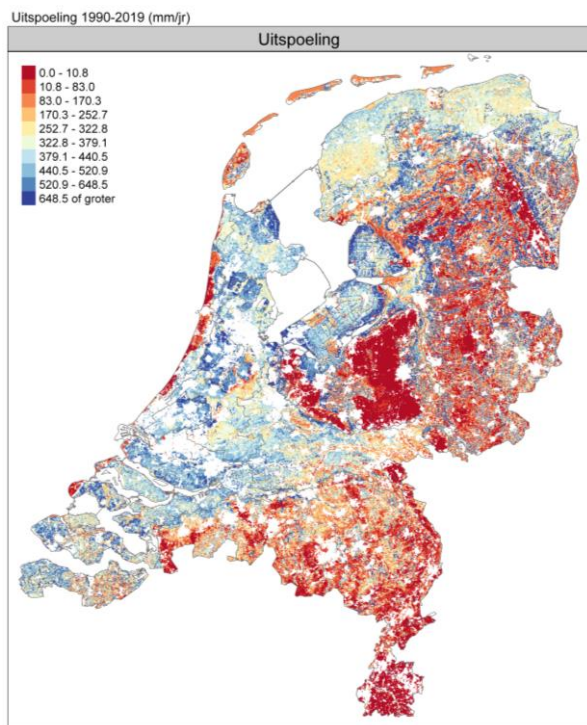 Uitspoeling 1990-2019 (mm/jr)
Uitspoeling
0.0 - 10.8
10.8 - 83.0
83.0 - 170.3
170.3 - 252.7
252.7 - 322.8
322.8 - 379.1
379.1 - 440.5
440.5 - 520.9
520.9 - 648.5
648.5 of groter